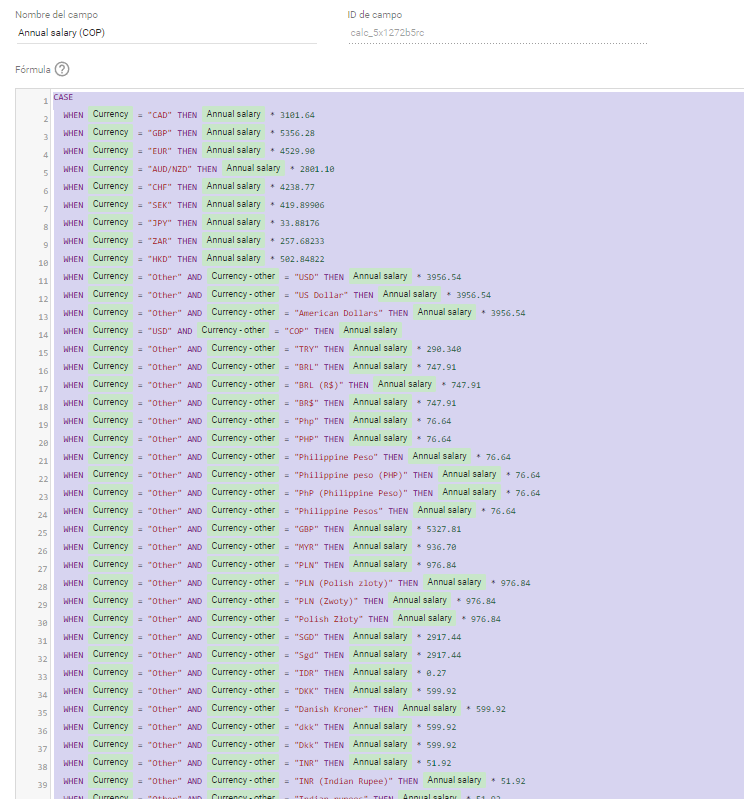 Nombre del campo
ID de campo
Annual salary (COP)
calc_5x1272b5rc
Fórmula ?
1 CASE
2 WHEN Currency = "CAD" THEN Annual salary * 3101.64
3 WHEN Currency = "GBP" THEN Annual salary * 5356.28
4 WHEN Currency = "EUR" THEN Annual salary * 4529.90
5 WHEN Currency = "AUD/NZD" THEN Annual salary * 2801.10
6 WHEN Currency = "CHF" THEN Annual salary * 4238.77
7 WHEN Currency = "SEK" THEN Annual salary * 419.89906
8 WHEN Currency = "JPY" THEN Annual salary * 33.88176
9 WHEN Currency = "ZAR" THEN Annual salary * 257.68233
10 WHEN Currency = "HKD" THEN Annual salary * 502.84822
11 WHEN Currency = "Other" AND Currency - other = "USD" THEN Annual salary * 3956.54
12 WHEN Currency = "Other" AND Currency - other = "US Dollar" THEN Annual salary * 3956.54
13 WHEN Currency = "Other" AND Currency - other = "American Dollars" THEN Annual salary * 3956.54
14 WHEN Currency = "USD" AND Currency - other = "COP" THEN Annual salary
15 WHEN Currency = "Other" AND Currency - other = "TRY" THEN Annual salary * 290.340
16 WHEN Currency = "Other" AND Currency - other = "BRL" THEN Annual salary * 747.91
17 WHEN Currency = "Other" AND Currency - other = "BRL (R$)" THEN Annual salary * 747.91
18 WHEN Currency = "Other" AND Currency - other = "BR$" THEN Annual salary * 747.91
19 WHEN Currency = "Other" AND Currency - other = "Php" THEN Annual salary * 76.64
20 WHEN Currency = "Other" AND Currency - other = "PHP" THEN Annual salary * 76.64
21 WHEN Currency = "Other" AND Currency - other = "Philippine Peso" THEN Annual salary * 76.64
22 WHEN Currency = "Other" AND Currency - other = "Philippine peso (PHP)" THEN Annual salary * 76.64
23 WHEN Currency = "Other" AND Currency - other = "PhP (Philippine Peso)" THEN Annual salary * 76.64
24 WHEN Currency = "Other" AND Currency - other = "Philippine Pesos" THEN Annual salary * 76.64
25 WHEN Currency = "Other" AND Currency - other = "GBP" THEN Annual salary * 5327.81
26 WHEN Currency = "Other" AND Currency - other = "MYR" THEN Annual salary * 936.70
27 WHEN Currency = "Other" AND Currency - other = "PLN" THEN Annual salary * 976.84
28 WHEN Currency = "Other" AND Currency - other = "PLN (Polish zloty)" THEN Annual salary * 976.84
29 WHEN Currency = "Other" AND Currency - other = "PLN (Zwoty)" THEN Annual salary * 976.84
30 WHEN Currency = "Other" AND Currency - other = "Polish Złoty" THEN Annual salary * 976.84
31 WHEN Currency = "Other" AND Currency - other = "SGD" THEN Annual salary * 2917.44
32 WHEN Currency = "Other" AND Currency - other = "Sgd" THEN Annual salary * 2917.44
33 WHEN Currency = "Other" AND Currency - other = "IDR" THEN Annual salary * 0.27
34 WHEN Currency = "Other" AND Currency - other = "DKK" THEN Annual salary * 599.92
35 WHEN Currency = "Other" AND Currency - other = "Danish Kroner" THEN Annual salary * 599.92
36 WHEN Currency = "Other" AND Currency - other = "dkk" THEN Annual salary * 599.92
37 WHEN Currency = "Other" AND Currency - other = "Dkk" THEN Annual salary * 599.92
38 WHEN Currency = "Other" AND Currency - other = "INR" THEN Annual salary * 51.92
39 WHEN Currency = "Other" AND Currency - other = "INR (Indian Rupee)" THEN Annual salary * 51.92
WHEN Currency = "Other" AND Currency - other = "Indian rupees" THEN Annual salary * 51.92